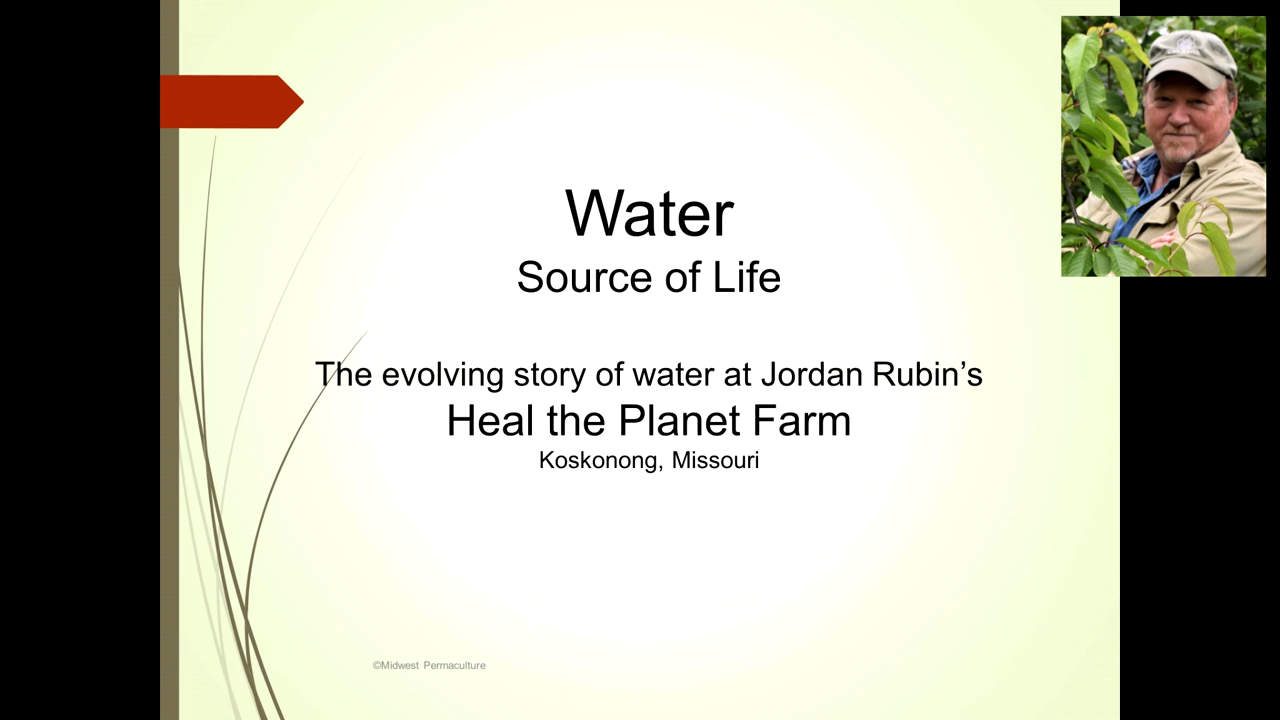 Water
Source of Life
The evolving story of water at Jordan Rubin’s
Heal the Planet Farm
Koskonong, Missouri
©Midwest Permaculture